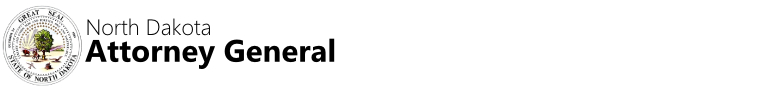 GREAT SEAL
STATE OF NORTH DAKOTA
North Dakota
Attorney General